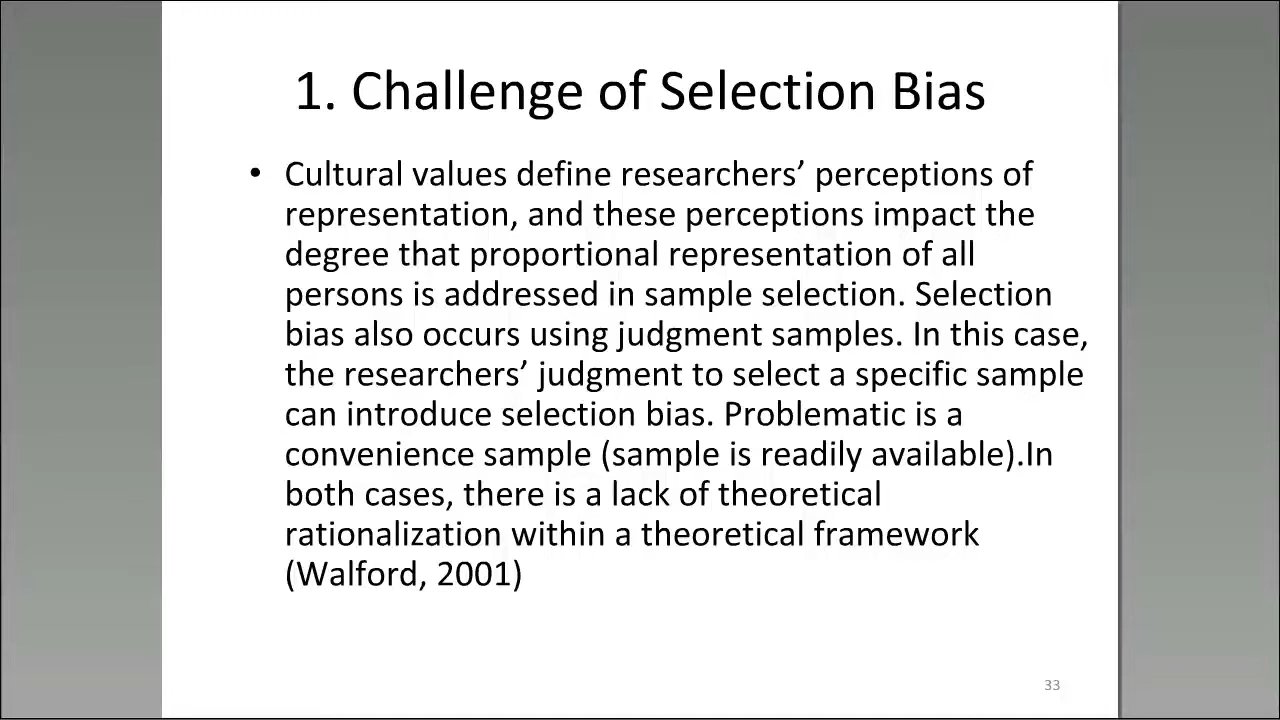 1. Challenge of Selection Bias
• Cultural values define researchers’ perceptions of
representation, and these perceptions impact the
degree that proportional representation of all
persons is addressed in sample selection. Selection
bias also occurs using judgment samples. In this case,
the researchers’ judgment to select a specific sample
can introduce selection bias. Problematic is a
convenience sample (sample is readily available).In
both cases, there is a lack of theoretical
rationalization within a theoretical framework
(Walford, 2001)
33